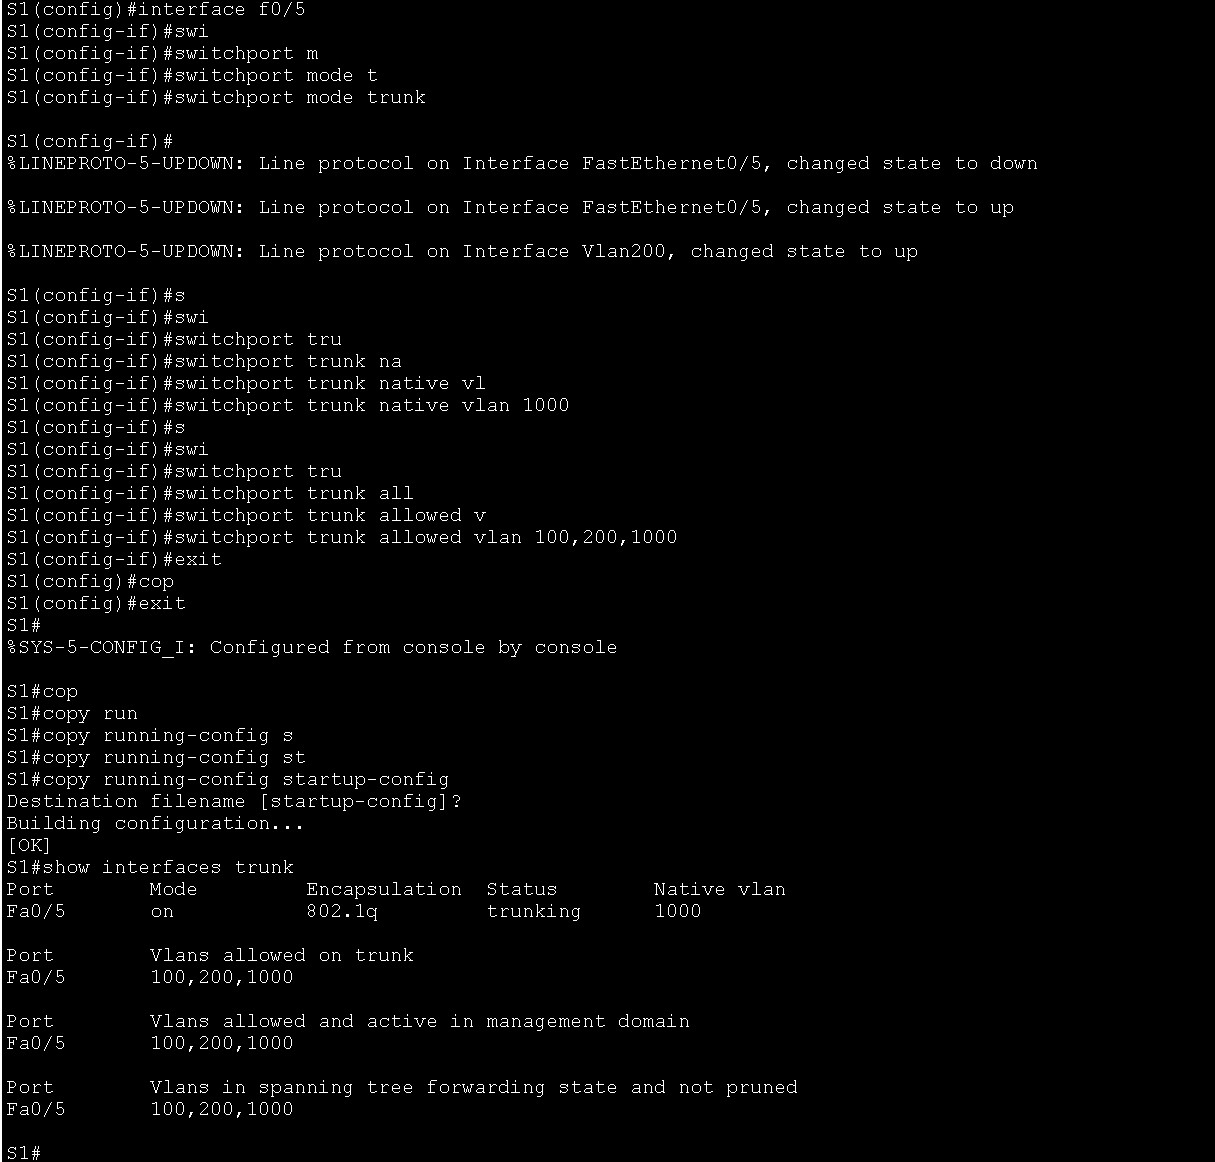 S1(config)#interface f0/5
S1(config-if)#swi
S1(config-if)#switchport m
S1(config-if)#switchport mode t
S1(config-if)#switchport mode trunk
S1(config-if)#
%LINEPROTO-5-UPDOWN: Line protocol on Interface FastEthernet0/5, changed state to down
%LINEPROTO-5-UPDOWN: Line protocol on Interface FastEthernet0/5, changed state to up
%LINEPROTO-5-UPDOWN: Line protocol on Interface Vlan200, changed state to up
S1(config-if)#s
S1(config-if)#swi
S1(config-if)#switchport tru
S1(config-if)#switchport trunk na
S1(config-if)#switchport trunk native vl
S1(config-if)#switchport trunk native vlan 1000
S1(config-if)#s
S1(config-if)#swi
S1(config-if)#switchport tru
S1(config-if)#switchport trunk all
S1(config-if)#switchport trunk allowed v
S1(config-if)#switchport trunk allowed vlan 100,200,1000
S1(config-if)#exit
S1(config)#cop
S1(config)#exit
S1#
%SYS-5-CONFIG_I: Configured from console by console
S1#cop
S1#copy run
S1#copy running-config s
S1#copy running-config st
S1#copy running-config startup-config
Destination filename [startup-config]?
Building configuration...
[OK]
S1#show interfaces trunk
Port Mode Encapsulation Status Native vlan
Fa0/5 on 802.1q trunking 1000
Port Vlans allowed on trunk
Fa0/5 100,200,1000
Port Vlans allowed and active in management domain
Fa0/5 100,200,1000
Port Vlans in spanning tree forwarding state and not pruned
Fa0/5 100,200,1000
S1#